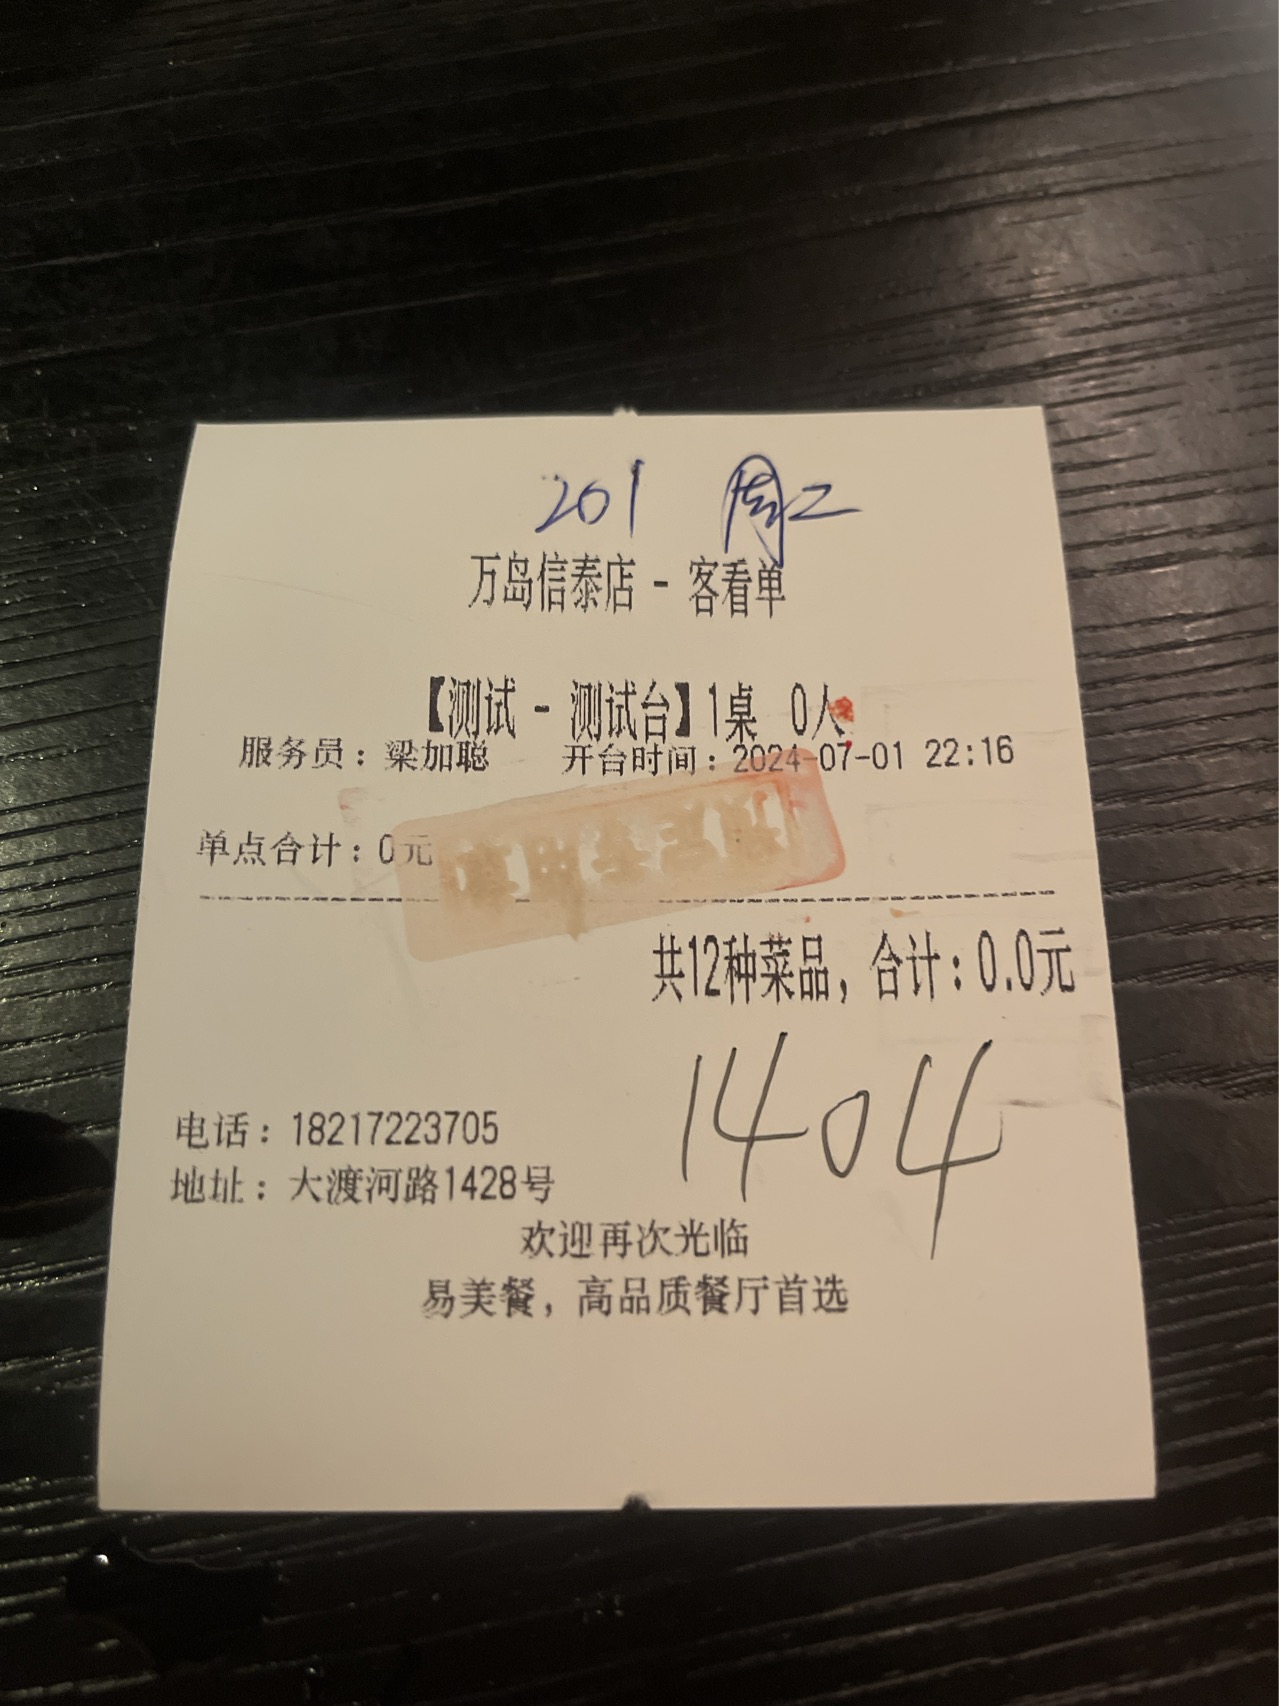 201 周二
万岛信泰店 - 客看单
【测试 - 测试台】1桌 0人
服务员：梁加聪 开台时间：2024-07-01 22:16
单点合计：0元
共12种菜品，合计：0.0元
1404
电话：18217223705
地址：大渡河路1428号
欢迎再次光临
易美餐，高品质餐厅首选